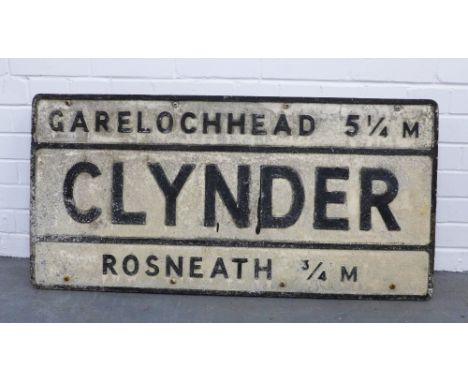 GARELOCHHEAD 5¼ M
CLYNDER
ROSNEATH ¾ M